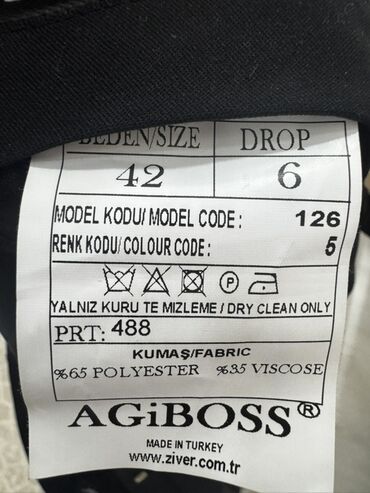 BEDEN/SIZE DROP
42 6
MODEL KODU/ MODEL CODE : 126
RENK KODU/ COLOUR CODE : 5
P
YALNIZ KURU TE MIZLEME / DRY CLEAN ONLY
PRT: 488
KUMAŞ/FABRIC
%65 POLYESTER %35 VISCOSE
AGiBOSS®
MADE IN TURKEY
www.ziver.com.tr